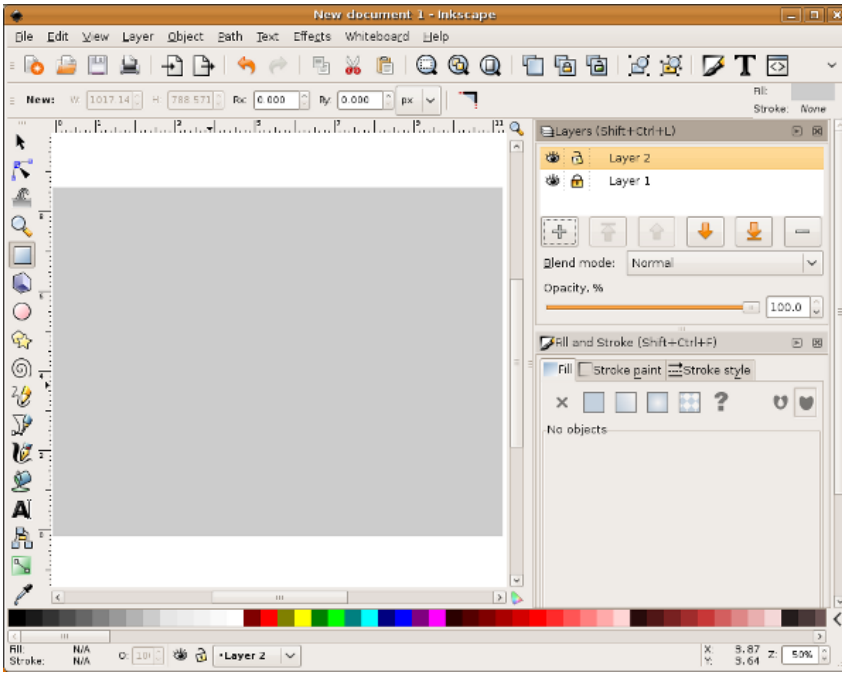 New document 1 - Inkscape
File Edit View Layer Object Path Text Effects Whiteboard Help
New: W: 1017.14 H: 788.571 Rx: 0.000 Ry: 0.000 px
Fill:
Stroke: None
Layers (Shift+Ctrl+L)
Layer 2
Layer 1
Blend mode: Normal
Opacity, %
100.0
Fill and Stroke (Shift+Ctrl+F)
Fill Stroke paint Stroke style
No objects
Fill: N/A
Stroke: N/A
O:
•Layer 2
X: 9.87
Y: 9.64
Z: 50%